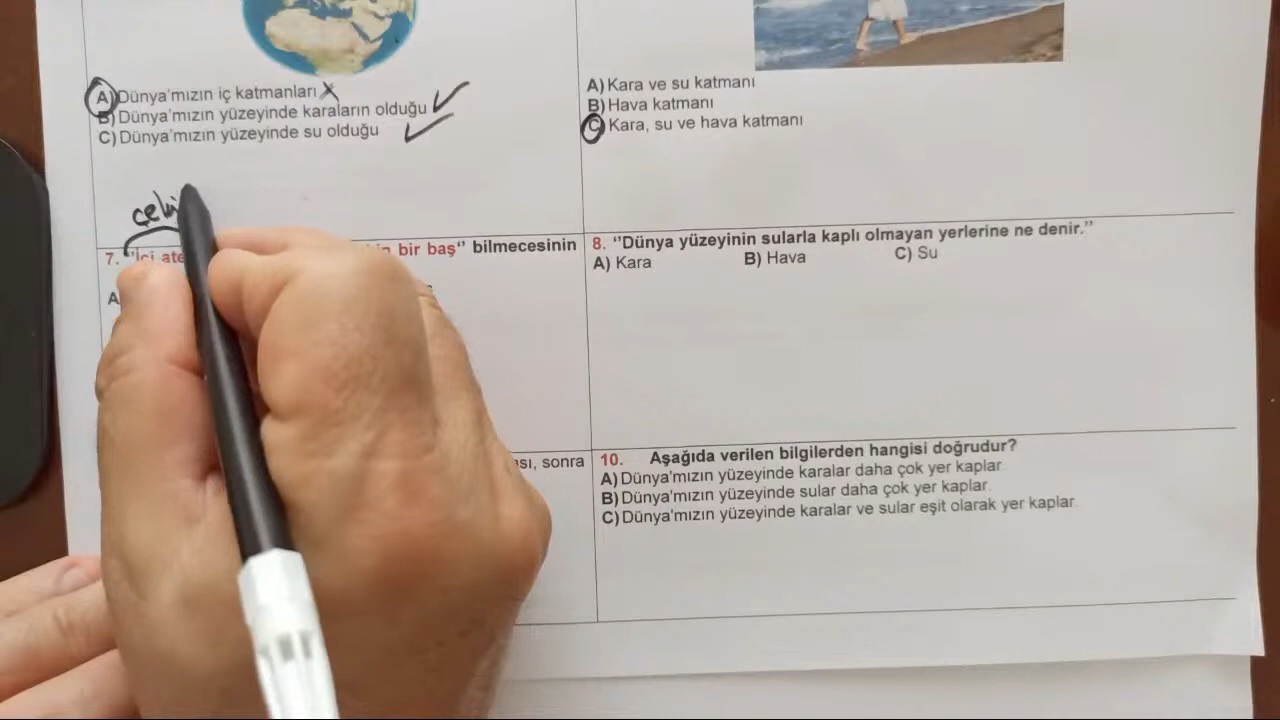 A) Dünya'mızın iç katmanları
B) Dünya'mızın yüzeyinde karaların olduğu
C) Dünya'mızın yüzeyinde su olduğu
A) Kara ve su katmanı
B) Hava katmanı
C) Kara, su ve hava katmanı
7. "İçi bir baş" bilmecesinin
A
8. "Dünya yüzeyinin sularla kaplı olmayan yerlerine ne denir."
A) Kara B) Hava C) Su
sonra
10. Aşağıda verilen bilgilerden hangisi doğrudur?
A) Dünya'mızın yüzeyinde karalar daha çok yer kaplar.
B) Dünya'mızın yüzeyinde sular daha çok yer kaplar.
C) Dünya'mızın yüzeyinde karalar ve sular eşit olarak yer kaplar.